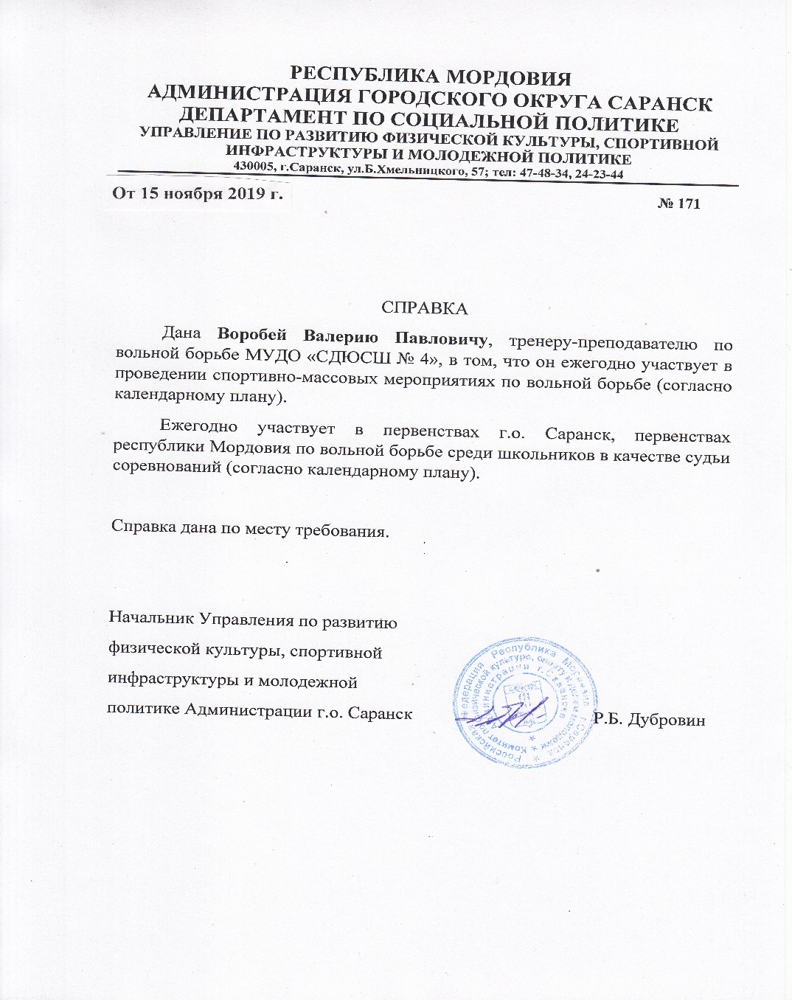 РЕСПУБЛИКА МОРДОВИЯ
АДМИНИСТРАЦИЯ ГОРОДСКОГО ОКРУГА САРАНСК
ДЕПАРТАМЕНТ ПО СОЦИАЛЬНОЙ ПОЛИТИКЕ
УПРАВЛЕНИЕ ПО РАЗВИТИЮ ФИЗИЧЕСКОЙ КУЛЬТУРЫ, СПОРТИВНОЙ
ИНФРАСТРУКТУРЫ И МОЛОДЕЖНОЙ ПОЛИТИКЕ
430005, г.Саранск, ул.Б.Хмельницкого, 57; тел: 47-48-34, 24-23-44
От 15 ноября 2019 г.
№ 171
СПРАВКА
Дана Воробей Валерию Павловичу, тренеру-преподавателю по
вольной борьбе МУДО «СДЮСШ № 4», в том, что он ежегодно участвует в
проведении спортивно-массовых мероприятиях по вольной борьбе (согласно
календарному плану).
Ежегодно участвует в первенствах г.о. Саранск, первенствах
республики Мордовия по вольной борьбе среди школьников в качестве судьи
соревнований (согласно календарному плану).
Справка дана по месту требования.
Начальник Управления по развитию
физической культуры, спортивной
инфраструктуры и молодежной
политике Администрации г.о. Саранск
Р.Б. Дубровин
Российская Федерация Республика Мордовия г.Саранск
Комитет по физической культуре, спорту и делам молодежи
Администрации г.Саранска